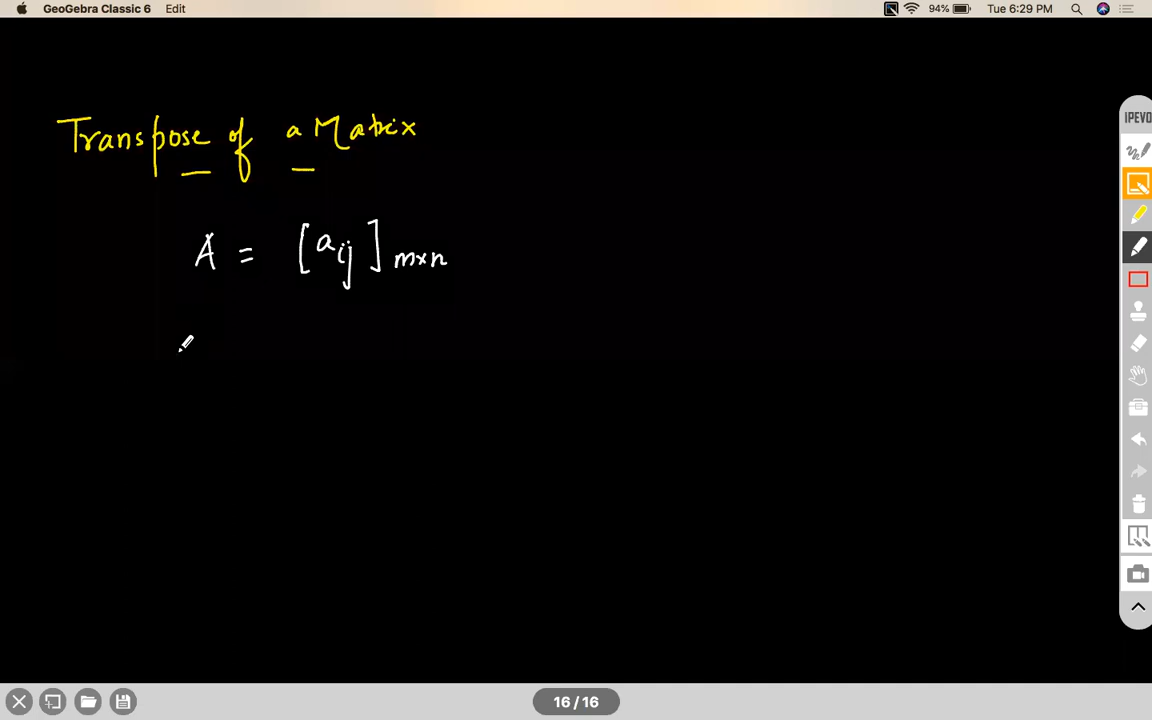 GeoGebra Classic 6 Edit 94% Tue 6:29 PM
Transpose of a Matrix
A = [aij]m×n
IPEVO
16/16